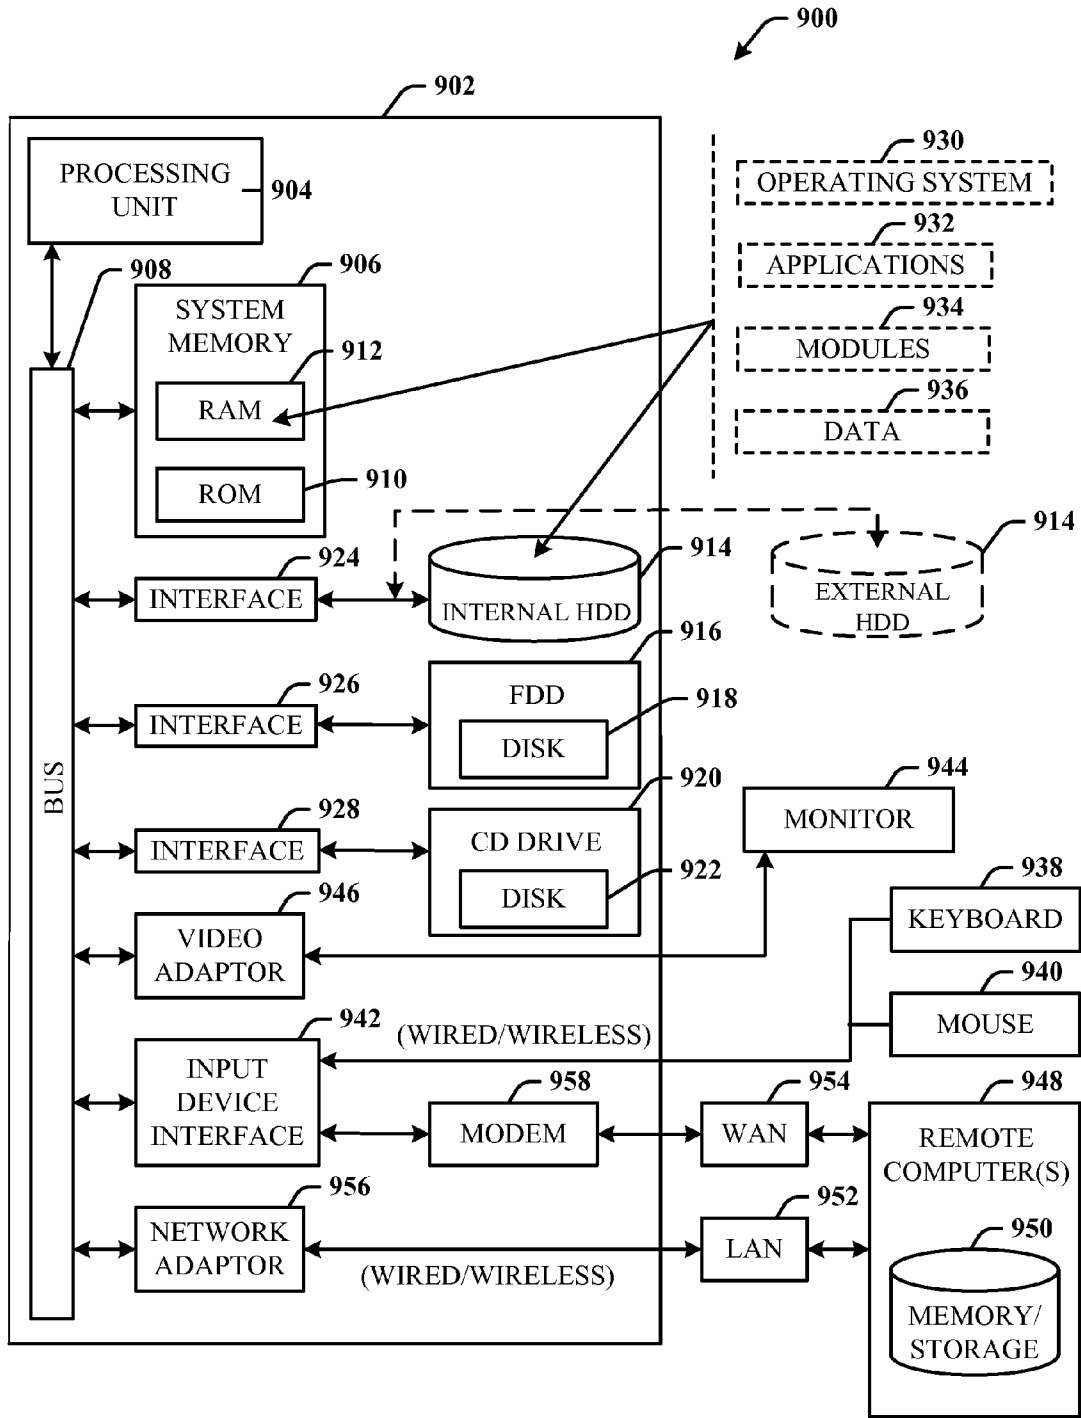 900
902
PROCESSING
UNIT
904
908
906
SYSTEM
MEMORY
912
RAM
910
ROM
930
OPERATING SYSTEM
932
APPLICATIONS
934
MODULES
936
DATA
924
INTERFACE
914
INTERNAL HDD
914
EXTERNAL
HDD
916
FDD
926
INTERFACE
918
DISK
BUS
920
CD DRIVE
928
INTERFACE
922
DISK
944
MONITOR
946
VIDEO
ADAPTOR
938
KEYBOARD
940
MOUSE
942
(WIRED/WIRELESS)
INPUT
DEVICE
INTERFACE
958
MODEM
954
WAN
948
REMOTE
COMPUTER(S)
956
NETWORK
ADAPTOR
(WIRED/WIRELESS)
952
LAN
950
MEMORY/
STORAGE